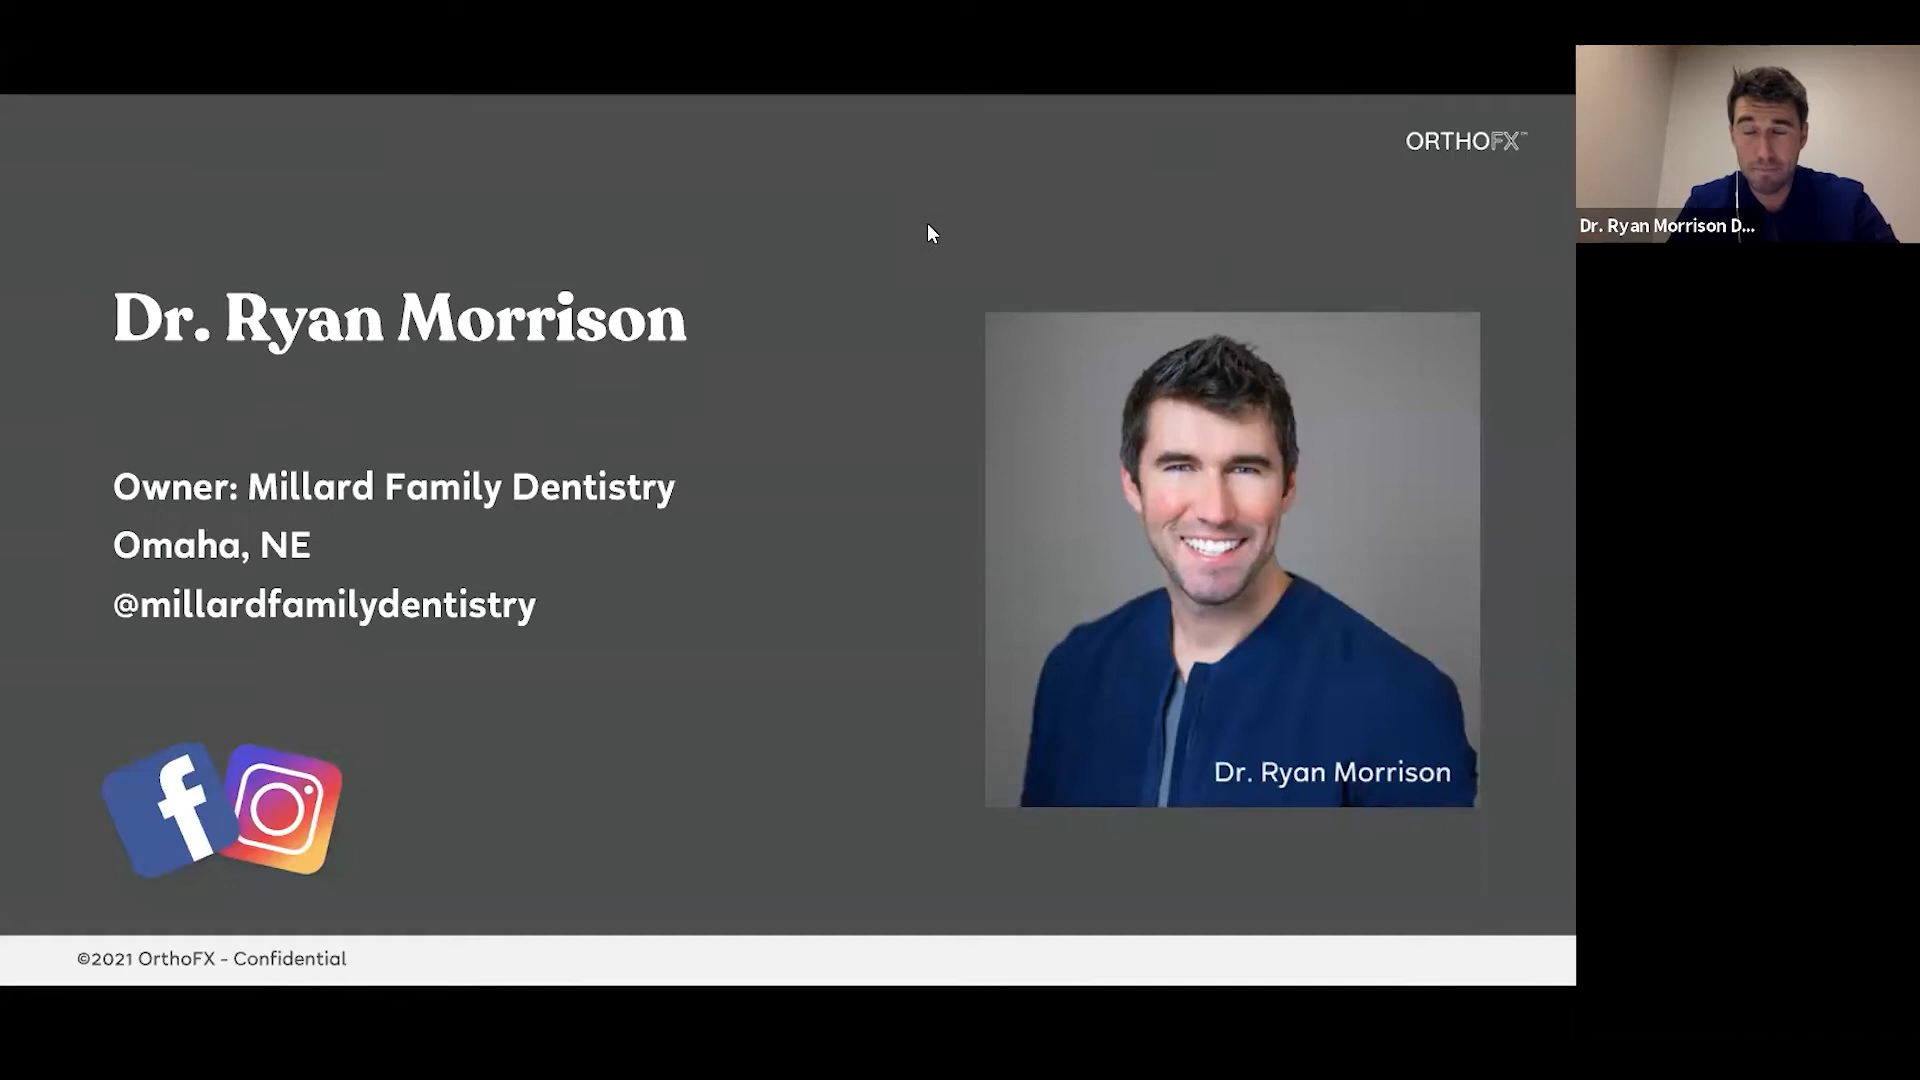 ORTHOFX™
Dr. Ryan Morrison D...
Dr. Ryan Morrison
Owner: Millard Family Dentistry
Omaha, NE
@millardfamilydentistry
Dr. Ryan Morrison
©2021 OrthoFX - Confidential